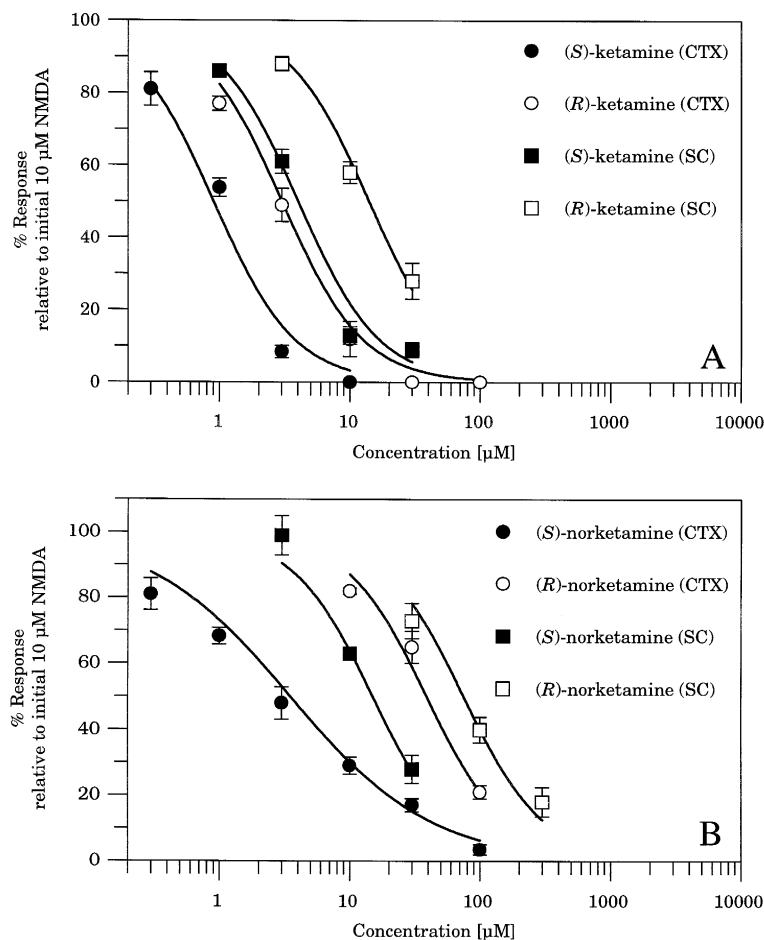 100
80
60
40
20
0
% Response
relative to initial 10 µM NMDA
(S)-ketamine (CTX)
(R)-ketamine (CTX)
(S)-ketamine (SC)
(R)-ketamine (SC)
A
1 10 100 1000 10000
Concentration [µM]
100
80
60
40
20
0
% Response
relative to initial 10 µM NMDA
(S)-norketamine (CTX)
(R)-norketamine (CTX)
(S)-norketamine (SC)
(R)-norketamine (SC)
B
1 10 100 1000 10000
Concentration [µM]